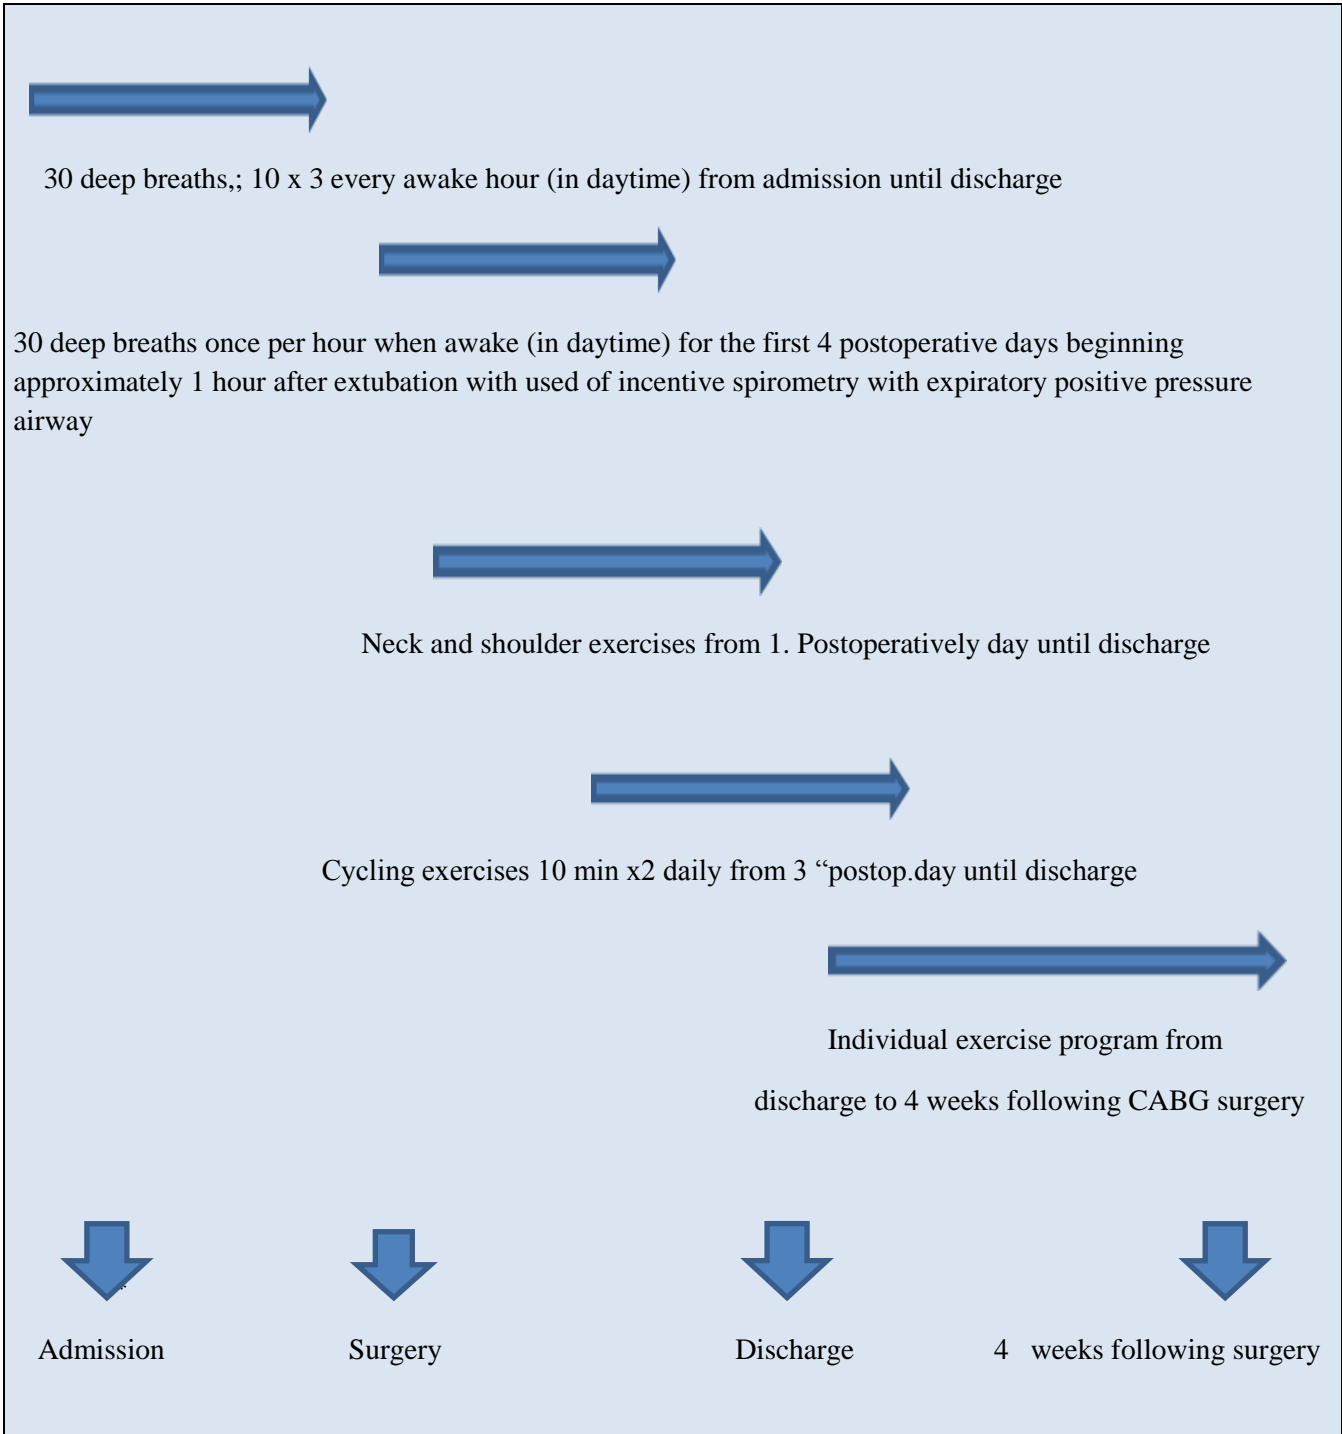 30 deep breaths,; 10 x 3 every awake hour (in daytime) from admission until discharge
30 deep breaths once per hour when awake (in daytime) for the first 4 postoperative days beginning
approximately 1 hour after extubation with used of incentive spirometry with expiratory positive pressure
airway
Neck and shoulder exercises from 1. Postoperatively day until discharge
Cycling exercises 10 min x2 daily from 3 “postop.day until discharge
Individual exercise program from
discharge to 4 weeks following CABG surgery
*
Admission Surgery Discharge 4 weeks following surgery